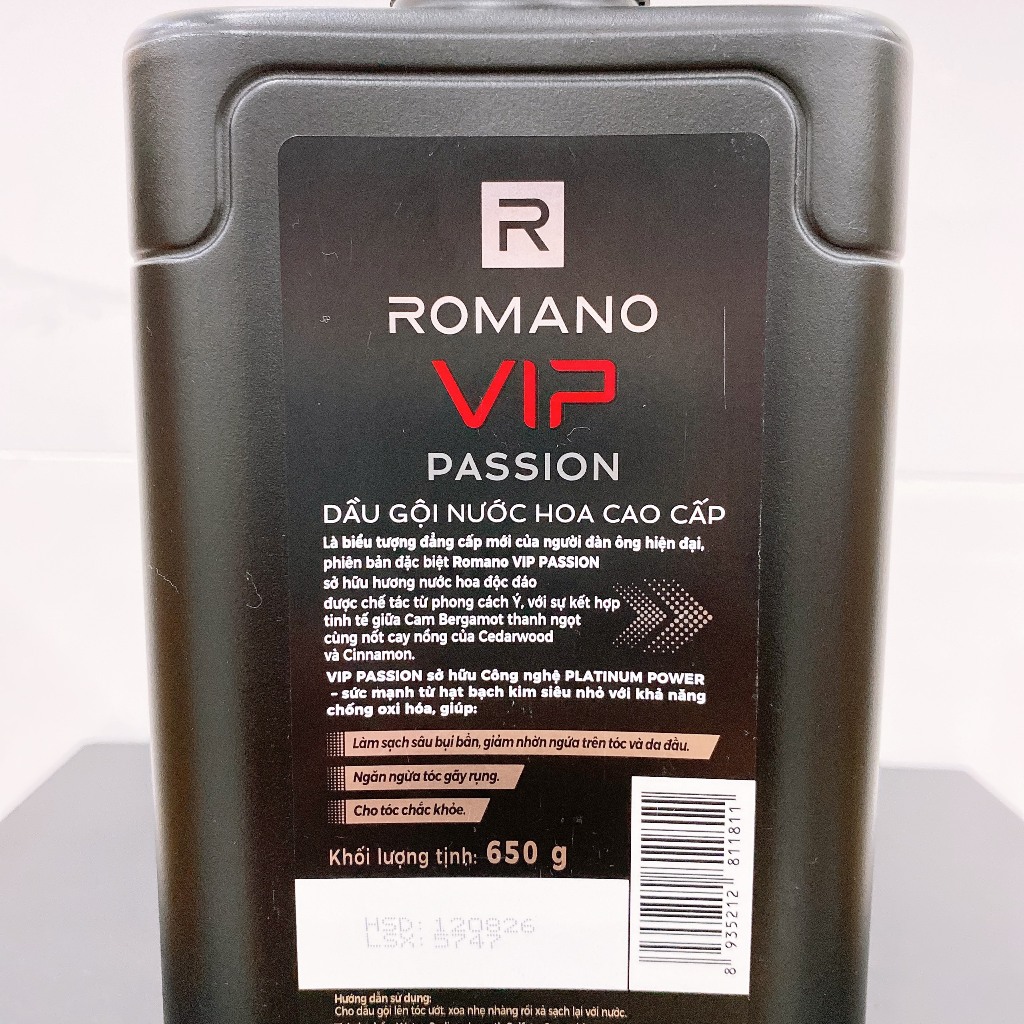 R
ROMANO
VIP
PASSION
DẦU GỘI NƯỚC HOA CAO CẤP
Là biểu tượng đẳng cấp mới của người đàn ông hiện đại,
phiên bản đặc biệt Romano VIP PASSION
sở hữu hương nước hoa độc đáo
được chế tác từ phong cách Ý, với sự kết hợp
tinh tế giữa Cam Bergamot thanh ngọt
cùng nốt cay nồng của Cedarwood
và Cinnamon.
VIP PASSION sở hữu Công nghệ PLATINUM POWER
– sức mạnh từ hạt bạch kim siêu nhỏ với khả năng
chống oxi hóa, giúp:
Làm sạch sâu bụi bẩn, giảm nhờn ngứa trên tóc và da đầu.
Ngăn ngừa tóc gãy rụng.
Cho tóc chắc khỏe.
Khối lượng tịnh: 650 g
HSD: 120826
LSX: 5747
8 935212 811811
Hướng dẫn sử dụng:
Cho dầu gội lên tóc ướt, xoa nhẹ nhàng rồi xả sạch lại với nước.